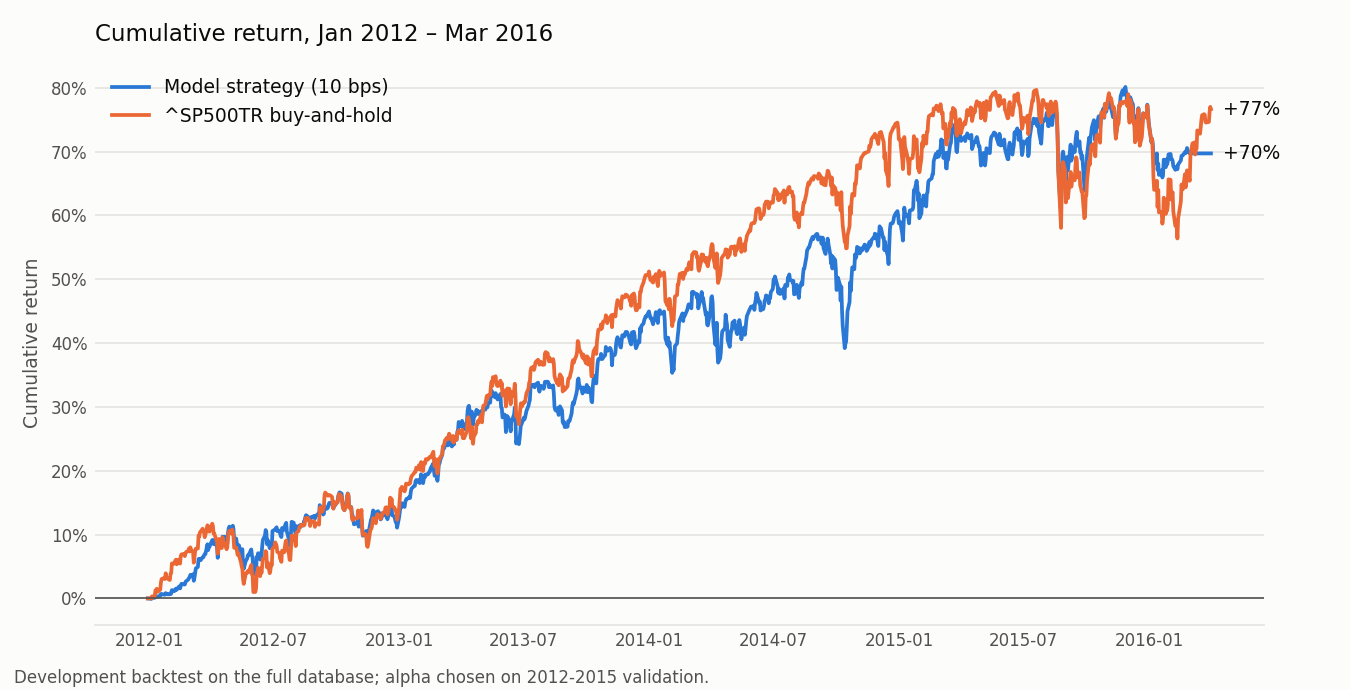 Cumulative return, Jan 2012 – Mar 2016
Model strategy (10 bps)
^SP500TR buy-and-hold
Cumulative return
80%
70%
60%
50%
40%
30%
20%
10%
0%
+77%
+70%
2012-01 2012-07 2013-01 2013-07 2014-01 2014-07 2015-01 2015-07 2016-01
Development backtest on the full database; alpha chosen on 2012-2015 validation.